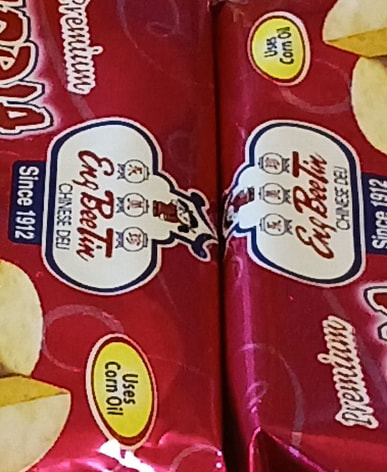 Premium
Eng Bee Tin
CHINESE DELI
Since 1912
Uses
Corn Oil
Uses
Corn Oil
Eng Bee Tin
CHINESE DELI
Since 1912
Premium